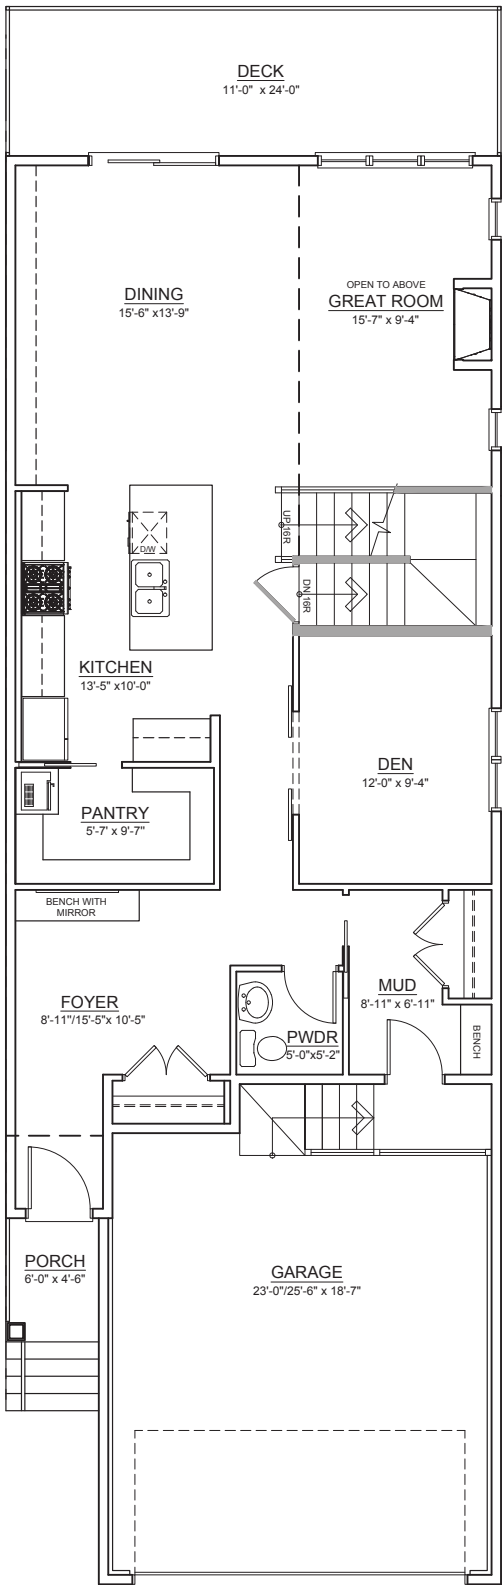 DECK
11'-0" x 24'-0"
DINING
15'-6" x13'-9"
OPEN TO ABOVE
GREAT ROOM
15'-7" x 9'-4"
UP 16R
D/W
DN 16R
KITCHEN
13'-5" x10'-0"
DEN
12'-0" x 9'-4"
PANTRY
5'-7' x 9'-7"
BENCH WITH
MIRROR
FOYER
8'-11"/15'-5"x 10'-5"
MUD
8'-11" x 6'-11"
PWDR
5'-0"x5'-2"
BENCH
PORCH
6'-0" x 4'-6"
GARAGE
23'-0"/25'-6" x 18'-7"